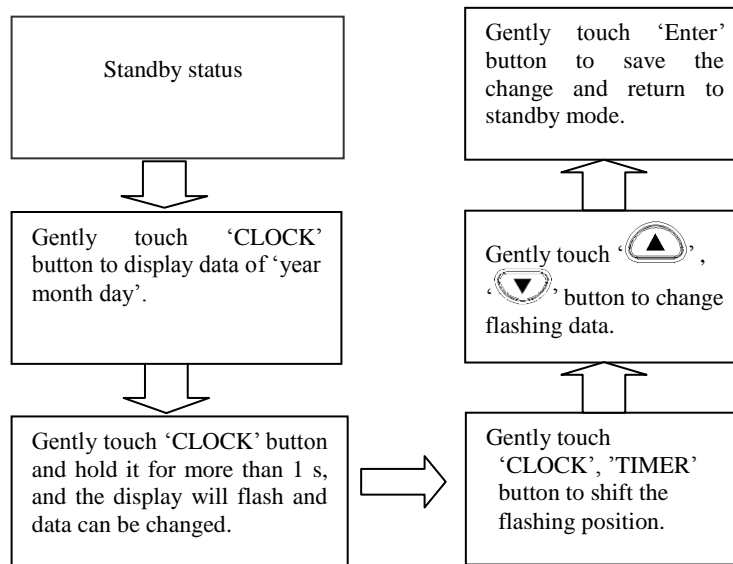 Standby status
Gently touch ‘CLOCK’
button to display data of ‘year
month day’.
Gently touch ‘CLOCK’ button
and hold it for more than 1 s,
and the display will flash and
data can be changed.
Gently touch
‘CLOCK’, ’TIMER’
button to shift the
flashing position.
Gently touch ‘▲’ ,
‘▼’ button to change
flashing data.
Gently touch ‘Enter’
button to save the
change and return to
standby mode.